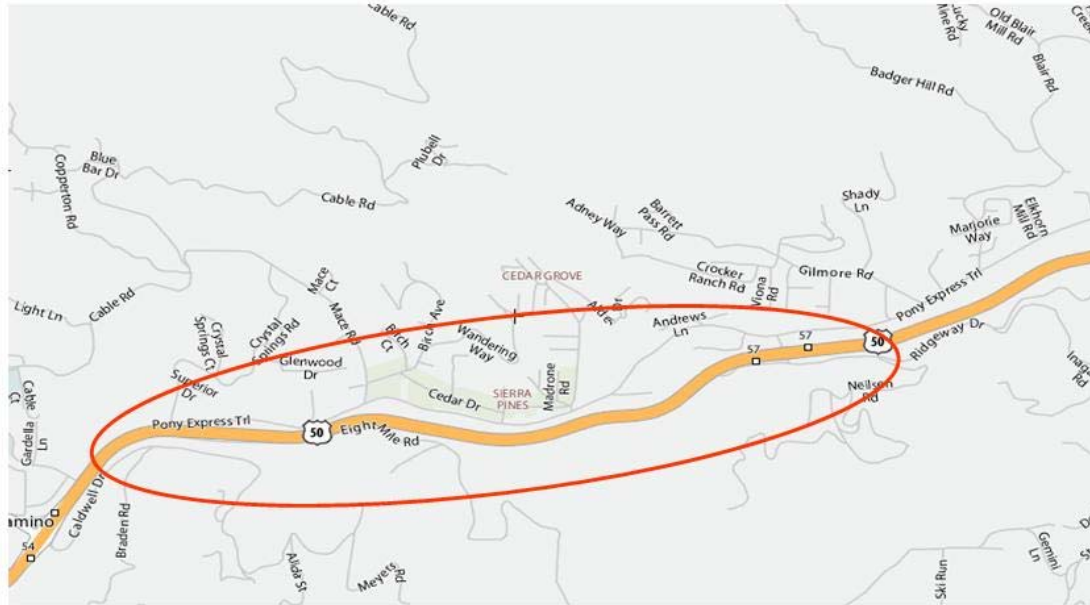 Cable Rd
Lucky
Mine Rd
Old Blair
Mill Rd
Blair Rd
Badger Hill Rd
Copperton Rd
Blue
Bar Dr
Plubell
Dr
Cable Rd
Adney Way
Barrett
Pass Rd
Shady
Ln
Marjorie
Way
Elkhorn
Mill Rd
Crocker
Ranch Rd
Viona
Rd
Gilmore Rd
Pony Express Trl
CEDAR GROVE
Mace
Ct
Light Ln
Cable Rd
Crystal
Springs Ct
Crystal
Springs Rd
Mace Rd
Birch
Ct
Birch Ave
Wandering
Way
Andrews
Ln
57
57
50
Ridgeway Dr
Glenwood
Dr
Superior
Dr
Cedar Dr
SIERRA
PINES
Madrone
Rd
Neilsen
Rd
Cable
Ct
Gardella
Ln
Pony Express Trl
50
Eight Mile Rd
Caldwell Dr
amino
54
Braden Rd
Alida St
Meyers
Rd
Ski Run
Gemini
Ln